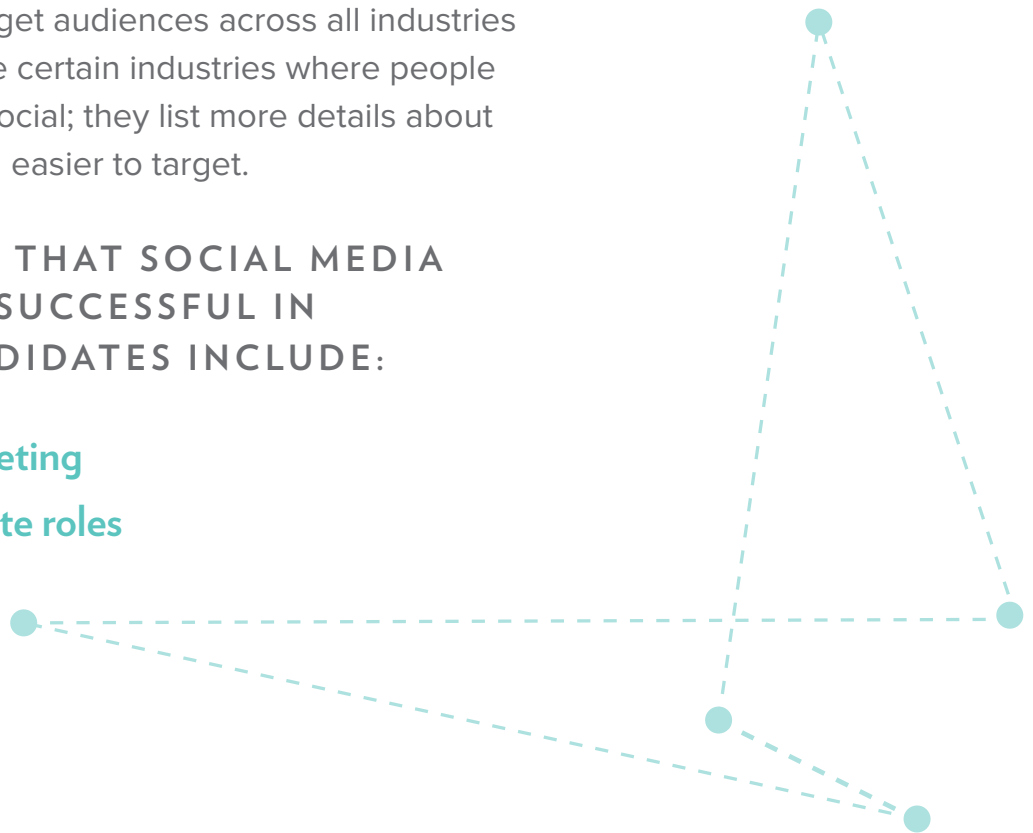 get audiences across all industries
certain industries where people
ocial; they list more details about
easier to target.
THAT SOCIAL MEDIA
SUCCESSFUL IN
DIDATES INCLUDE:
eting
te roles